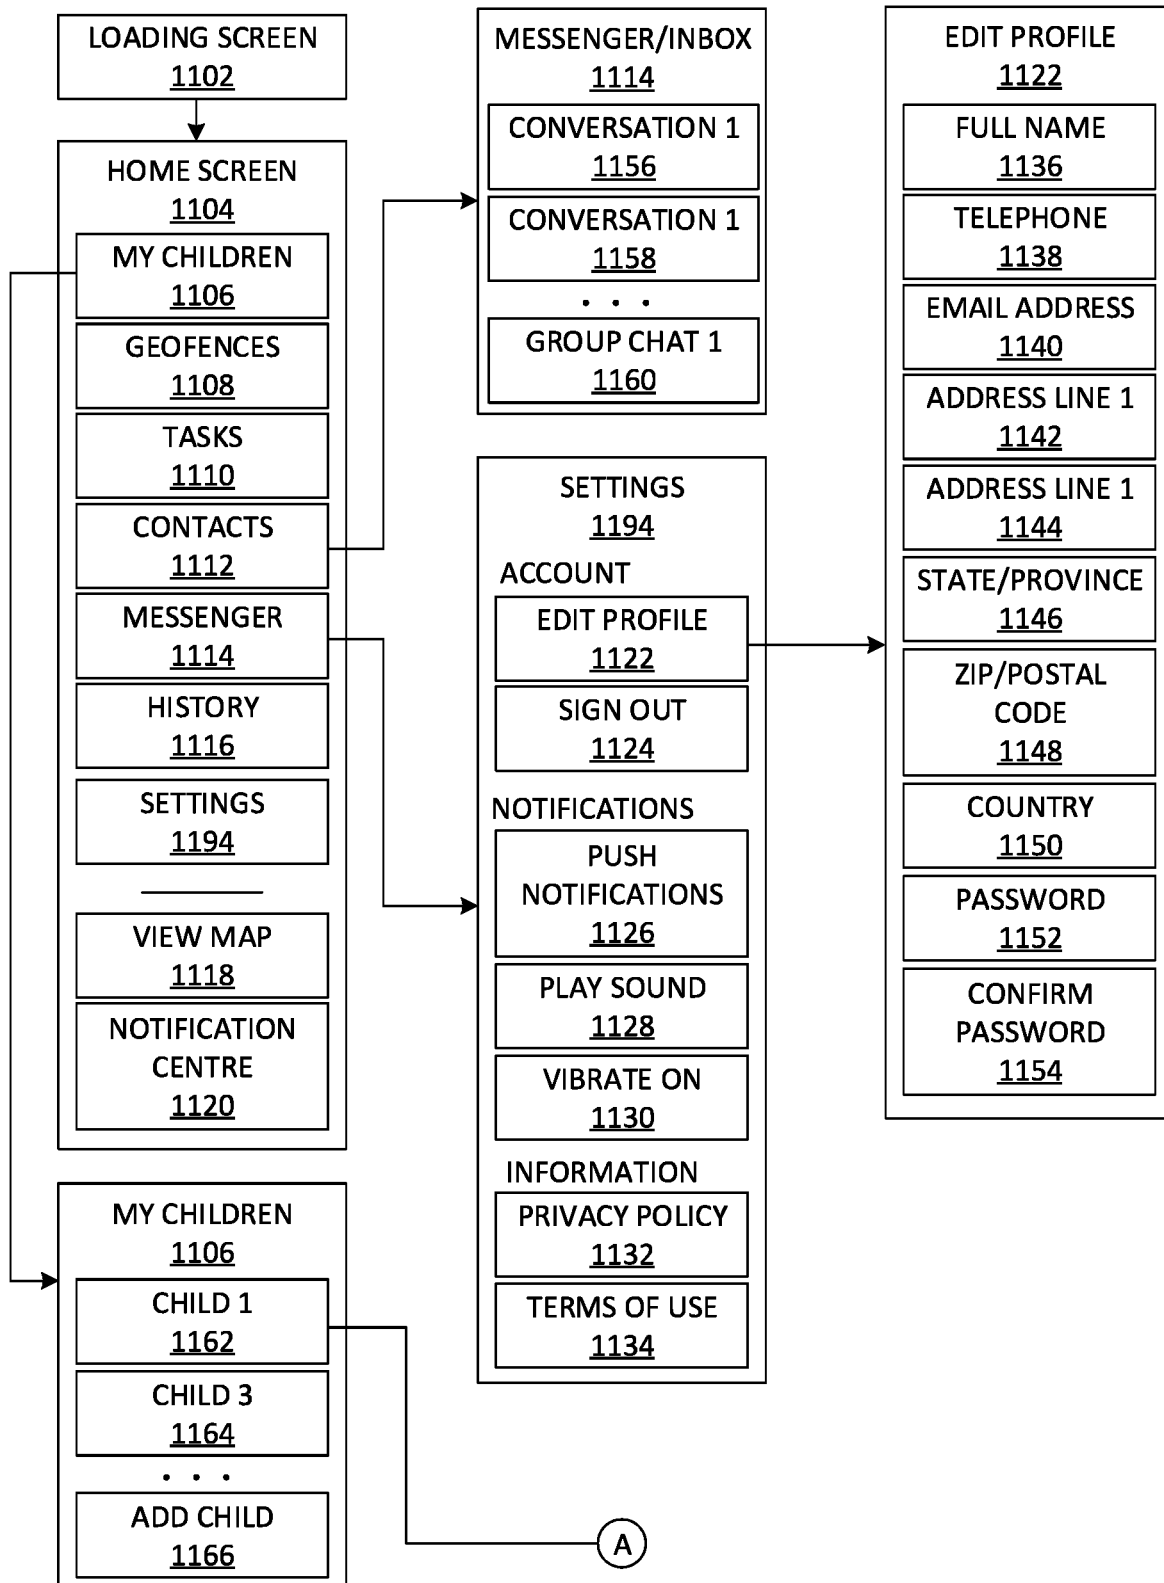 LOADING SCREEN
1102
HOME SCREEN
1104
MY CHILDREN
1106
GEOFENCES
1108
TASKS
1110
CONTACTS
1112
MESSENGER
1114
HISTORY
1116
SETTINGS
1194
VIEW MAP
1118
NOTIFICATION
CENTRE
1120
MY CHILDREN
1106
CHILD 1
1162
CHILD 3
1164
. . .
ADD CHILD
1166
MESSENGER/INBOX
1114
CONVERSATION 1
1156
CONVERSATION 1
1158
. . .
GROUP CHAT 1
1160
SETTINGS
1194
ACCOUNT
EDIT PROFILE
1122
SIGN OUT
1124
NOTIFICATIONS
PUSH
NOTIFICATIONS
1126
PLAY SOUND
1128
VIBRATE ON
1130
INFORMATION
PRIVACY POLICY
1132
TERMS OF USE
1134
A
EDIT PROFILE
1122
FULL NAME
1136
TELEPHONE
1138
EMAIL ADDRESS
1140
ADDRESS LINE 1
1142
ADDRESS LINE 1
1144
STATE/PROVINCE
1146
ZIP/POSTAL
CODE
1148
COUNTRY
1150
PASSWORD
1152
CONFIRM
PASSWORD
1154